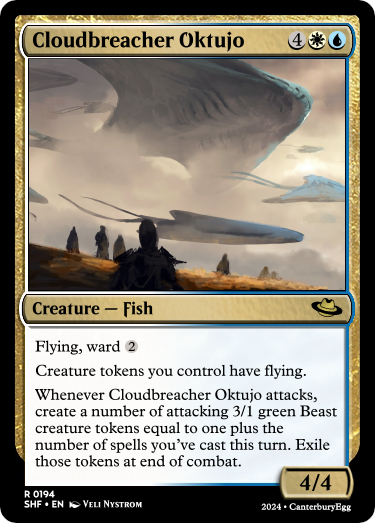 Cloudbreacher Oktujo 4
Creature — Fish
Flying, ward 2
Creature tokens you control have flying.
Whenever Cloudbreacher Oktujo attacks,
create a number of attacking 3/1 green Beast
creature tokens equal to one plus the
number of spells you've cast this turn. Exile
those tokens at end of combat.
4/4
R 0194
SHF • EN Veli Nystrom
2024 • CanterburyEgg